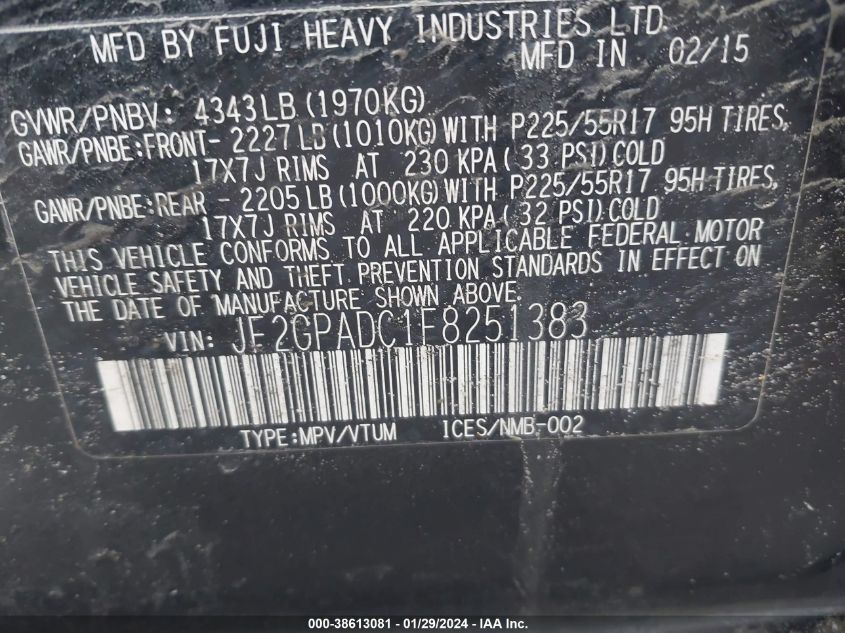 MFD BY FUJI HEAVY INDUSTRIES LTD.
MFD IN 02/15
GVWR/PNBV: 4343LB(1970KG)
GAWR/PNBE:FRONT-2227LB(1010KG)WITH P225/55R17 95H TIRES,
17X7J RIMS AT 230 KPA(33 PSI)COLD
GAWR/PNBE:REAR -2205LB(1000KG)WITH P225/55R17 95H TIRES,
17X7J RIMS AT 220 KPA(32 PSI)COLD
THIS VEHICLE CONFORMS TO ALL APPLICABLE FEDERAL MOTOR
VEHICLE SAFETY AND THEFT PREVENTION STANDARDS IN EFFECT ON
THE DATE OF MANUFACTURE SHOWN ABOVE.
VIN: JF2GPADC1F8251383
TYPE:MPV/VTUM ICES/NMB-002
000-38613081 - 01/29/2024 - IAA Inc.